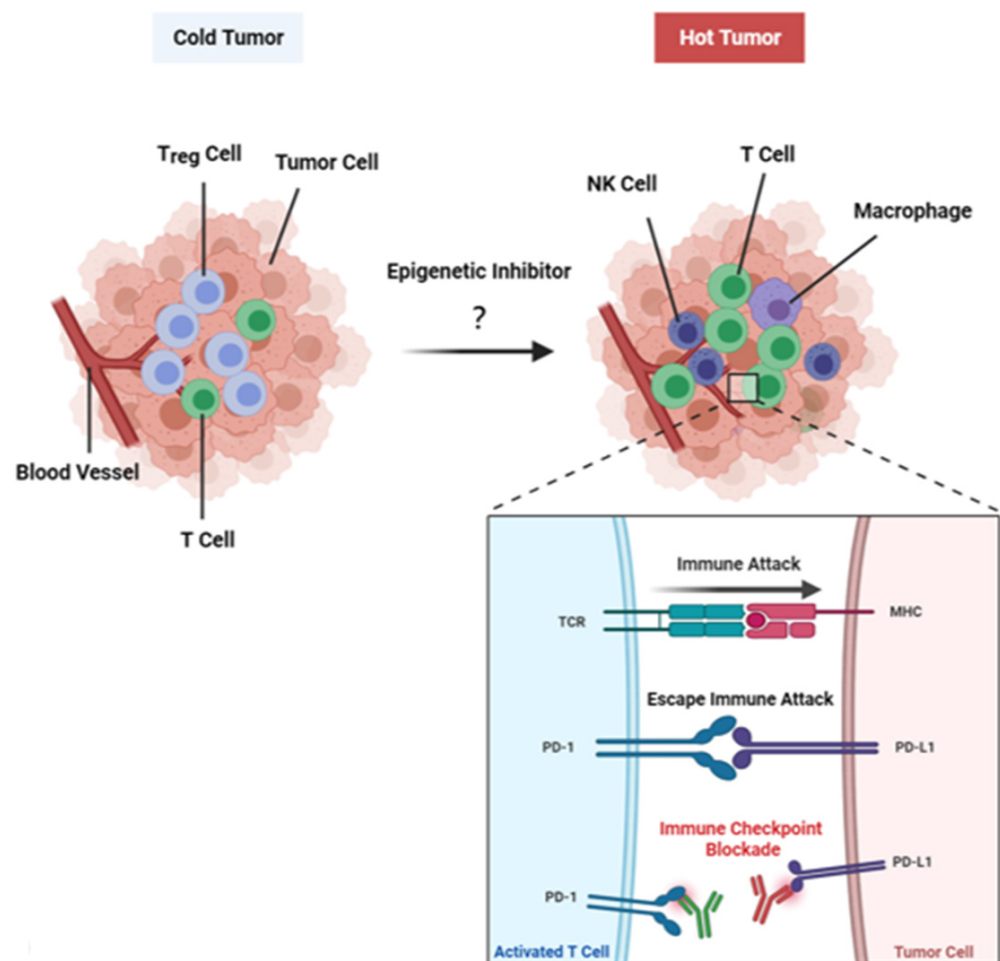 Cold Tumor
Hot Tumor
Treg Cell
Tumor Cell
Blood Vessel
T Cell
Epigenetic Inhibitor
?
NK Cell
T Cell
Macrophage
Immune Attack
TCR
MHC
Escape Immune Attack
PD-1
PD-L1
Immune Checkpoint
Blockade
PD-1
PD-L1
Activated T Cell
Tumor Cell